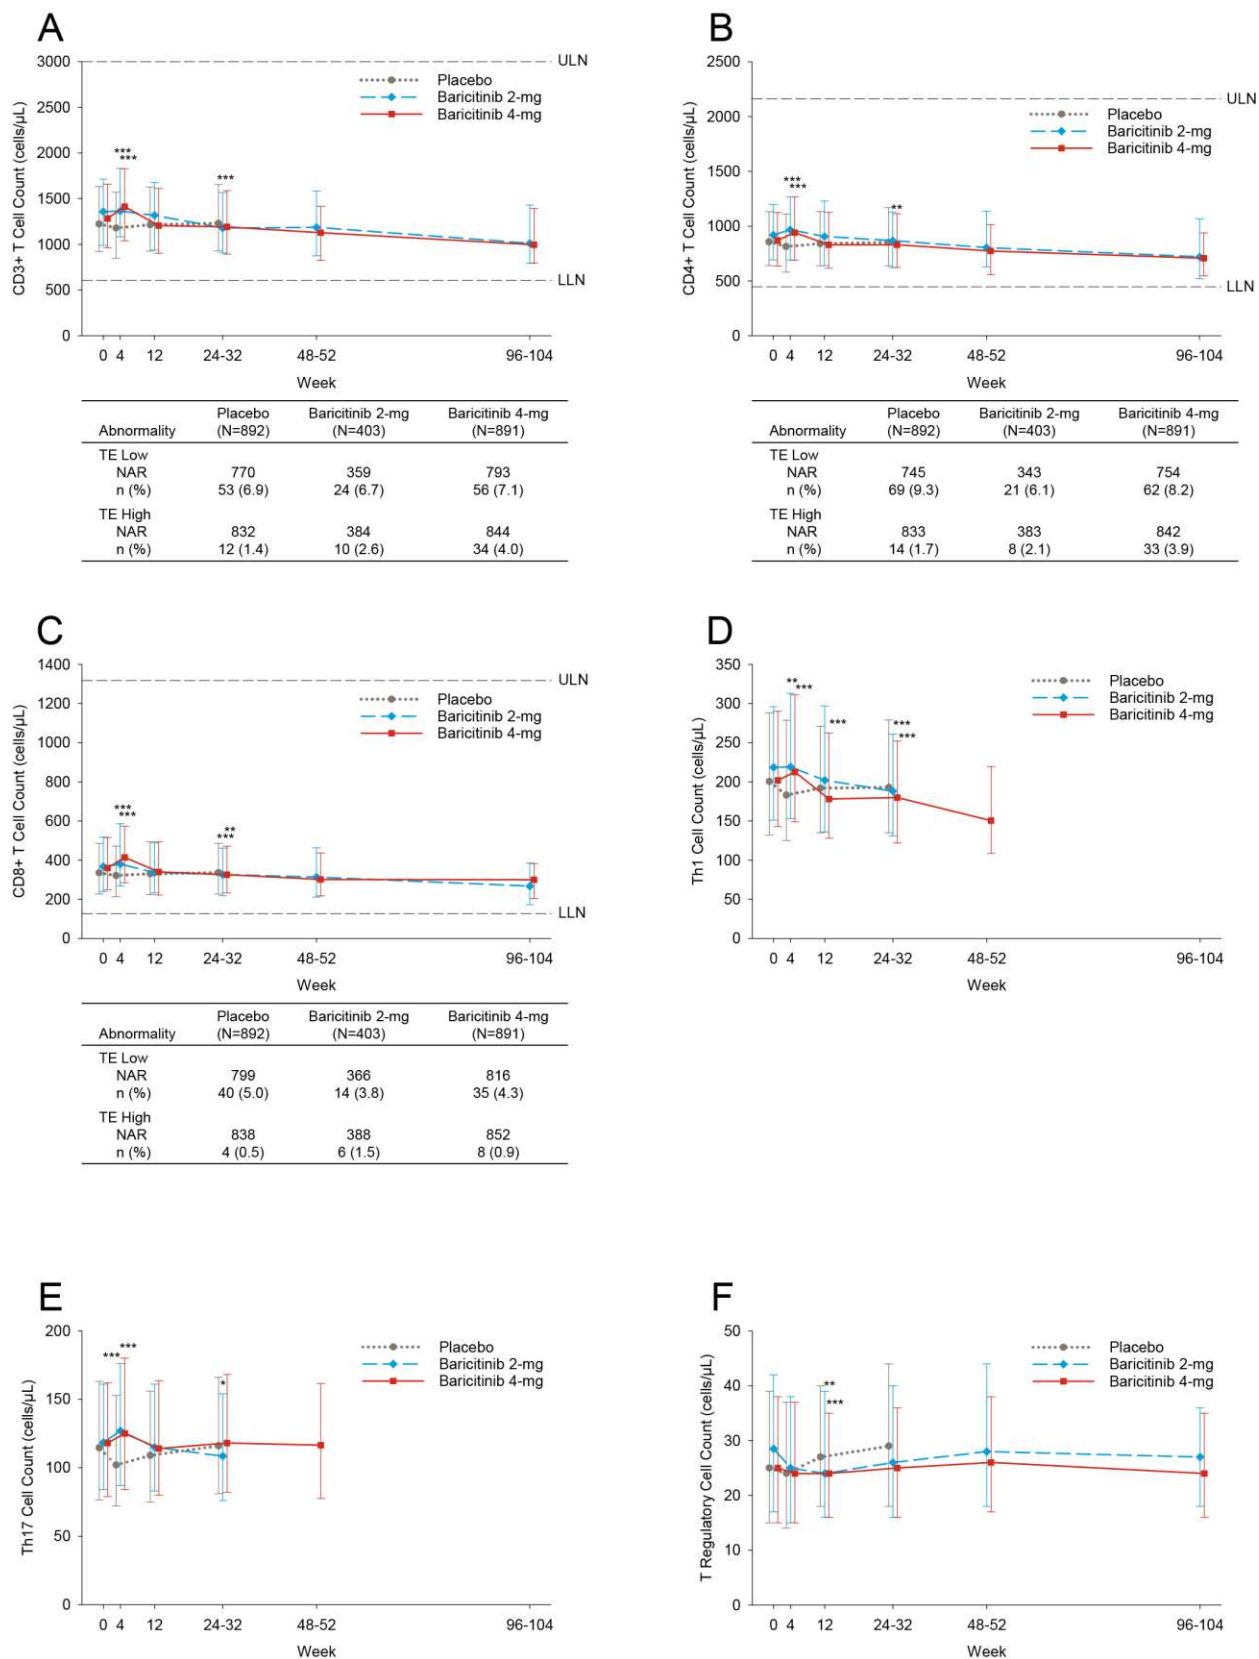 A
3000
2500
2000
1500
1000
500
0
CD3+ T Cell Count (cells/µL)
ULN
LLN
Placebo
Baricitinib 2-mg
Baricitinib 4-mg
***
***
***
0 4 12 24-32 48-52 96-104
Week
Abnormality Placebo (N=892) Baricitinib 2-mg (N=403) Baricitinib 4-mg (N=891)
TE Low
NAR 770 359 793
n (%) 53 (6.9) 24 (6.7) 56 (7.1)
TE High
NAR 832 384 844
n (%) 12 (1.4) 10 (2.6) 34 (4.0)
B
2500
2000
1500
1000
500
0
CD4+ T Cell Count (cells/µL)
ULN
LLN
Placebo
Baricitinib 2-mg
Baricitinib 4-mg
***
***
**
0 4 12 24-32 48-52 96-104
Week
Abnormality Placebo (N=892) Baricitinib 2-mg (N=403) Baricitinib 4-mg (N=891)
TE Low
NAR 745 343 754
n (%) 69 (9.3) 21 (6.1) 62 (8.2)
TE High
NAR 833 383 842
n (%) 14 (1.7) 8 (2.1) 33 (3.9)
C
1400
1200
1000
800
600
400
200
0
CD8+ T Cell Count (cells/µL)
ULN
LLN
Placebo
Baricitinib 2-mg
Baricitinib 4-mg
***
***
**
***
0 4 12 24-32 48-52 96-104
Week
Abnormality Placebo (N=892) Baricitinib 2-mg (N=403) Baricitinib 4-mg (N=891)
TE Low
NAR 799 366 816
n (%) 40 (5.0) 14 (3.8) 35 (4.3)
TE High
NAR 838 388 852
n (%) 4 (0.5) 6 (1.5) 8 (0.9)
D
350
300
250
200
150
100
50
0
Th1 Cell Count (cells/µL)
Placebo
Baricitinib 2-mg
Baricitinib 4-mg
**
***
***
***
***
0 4 12 24-32 48-52 96-104
Week
E
200
150
100
50
0
Th17 Cell Count (cells/µL)
Placebo
Baricitinib 2-mg
Baricitinib 4-mg
***
***
*
0 4 12 24-32 48-52 96-104
Week
F
50
40
30
20
10
0
T Regulatory Cell Count (cells/µL)
Placebo
Baricitinib 2-mg
Baricitinib 4-mg
**
***
0 4 12 24-32 48-52 96-104
Week